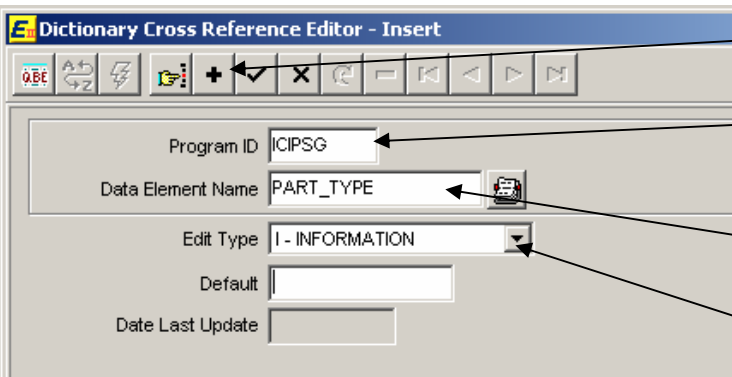 Dictionary Cross Reference Editor - Insert
QBE A Z
Program ID ICIPSG
Data Element Name PART_TYPE
Edit Type I - INFORMATION
Default
Date Last Update